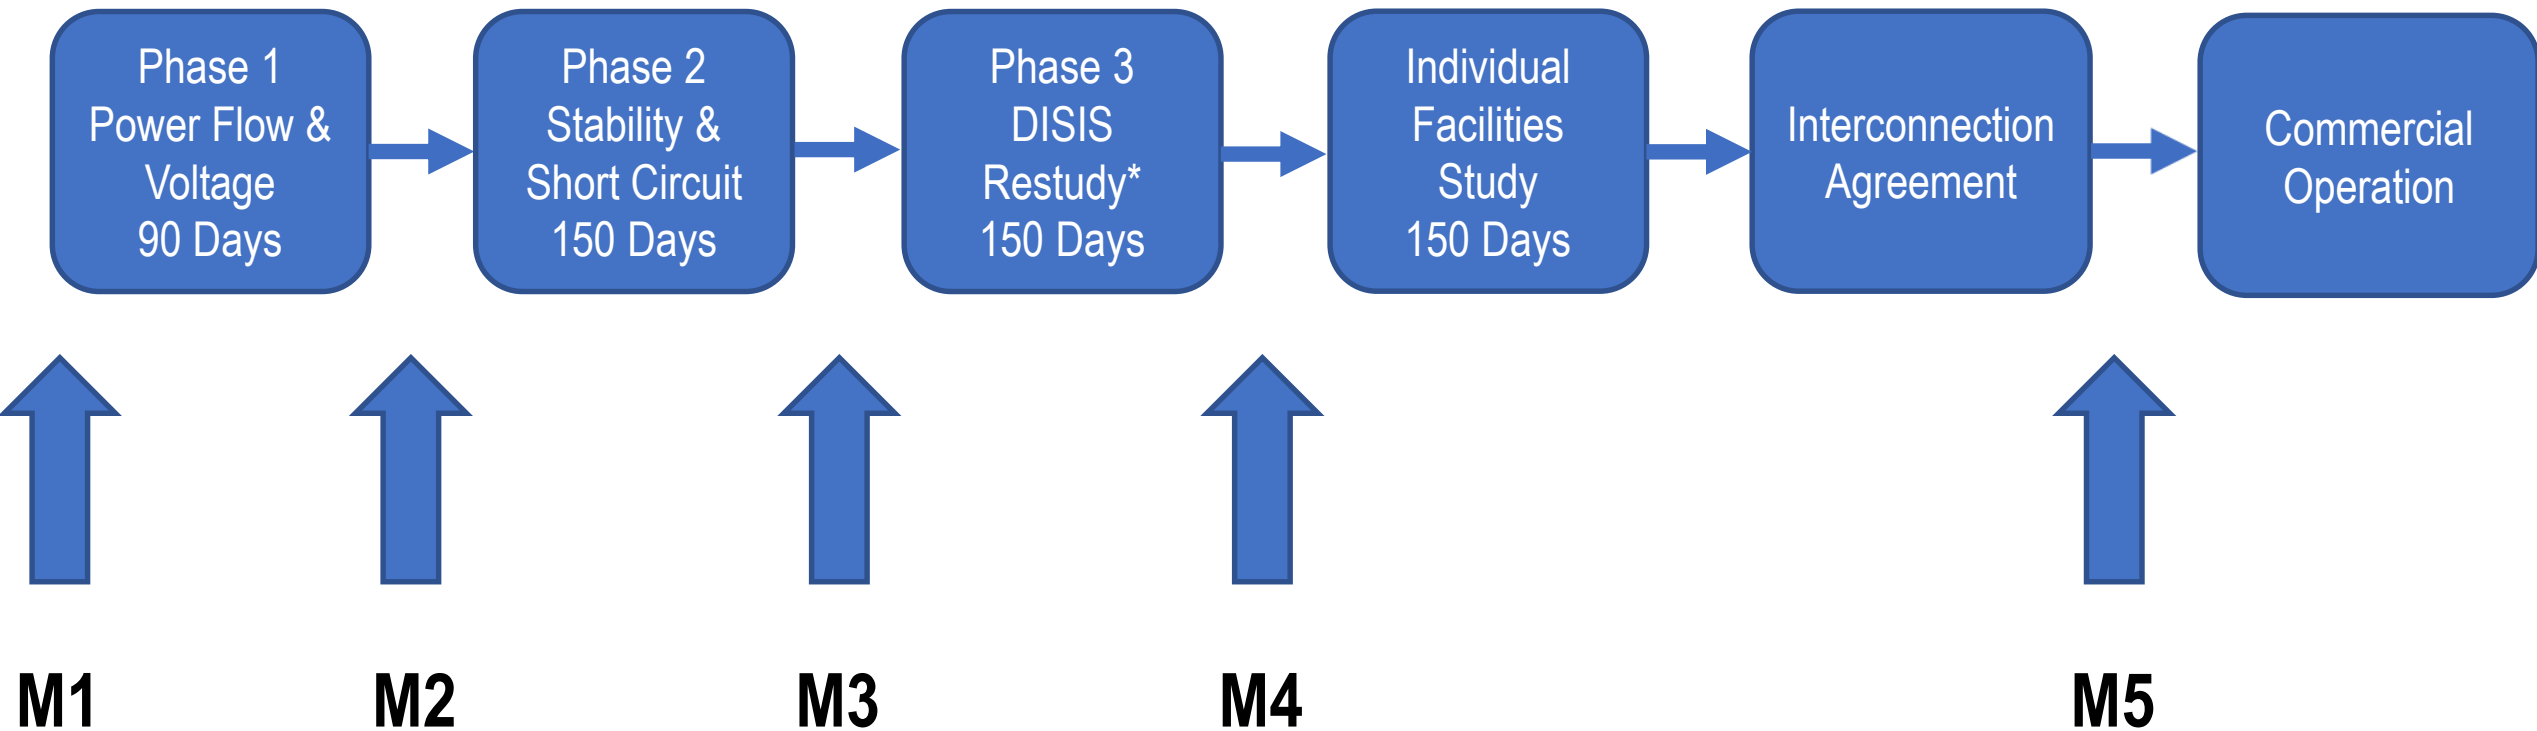 Phase 1
Power Flow &
Voltage
90 Days
Phase 2
Stability &
Short Circuit
150 Days
Phase 3
DISIS
Restudy*
150 Days
Individual
Facilities
Study
150 Days
Interconnection
Agreement
Commercial
Operation
M1
M2
M3
M4
M5